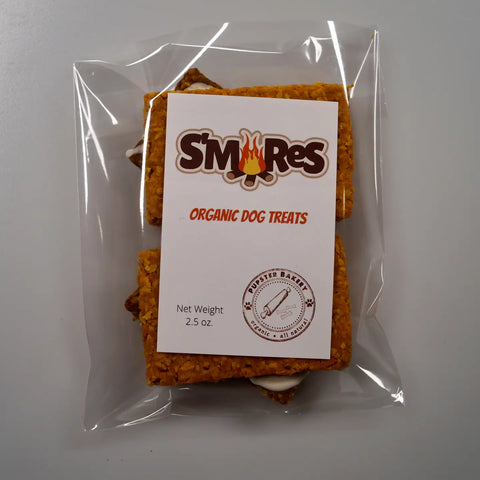 S'MORES
ORGANIC DOG TREATS
Net Weight
2.5 oz.
PUPSTER BAKERY
organic • all natural